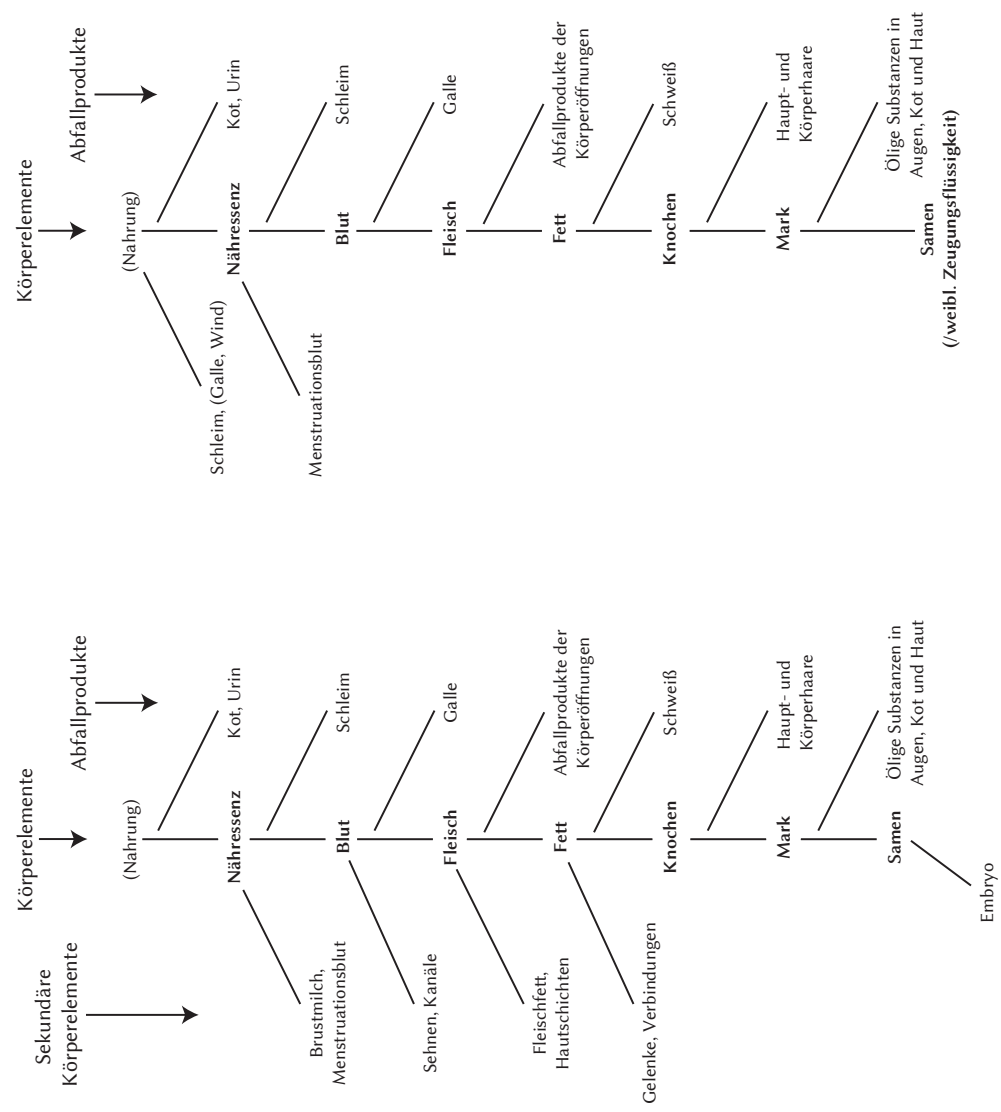 Sekundäre
Körperelemente
Körperelemente
Abfallprodukte
(Nahrung)
Kot, Urin
Nähressenz
Brustmilch,
Menstruationsblut
Schleim
Blut
Sehnen, Kanäle
Galle
Fleisch
Fleischfett,
Hautschichten
Abfallprodukte der
Körperöffnungen
Fett
Gelenke, Verbindungen
Schweiß
Knochen
Haupt- und
Körperhaare
Mark
Ölige Substanzen in
Augen, Kot und Haut
Samen
Embryo
Körperelemente
Abfallprodukte
(Nahrung)
Schleim, (Galle, Wind)
Kot, Urin
Nähressenz
Menstruationsblut
Schleim
Blut
Galle
Fleisch
Abfallprodukte der
Körperöffnungen
Fett
Schweiß
Knochen
Haupt- und
Körperhaare
Mark
Ölige Substanzen in
Augen, Kot und Haut
Samen
(/weibl. Zeugungsflüssigkeit)